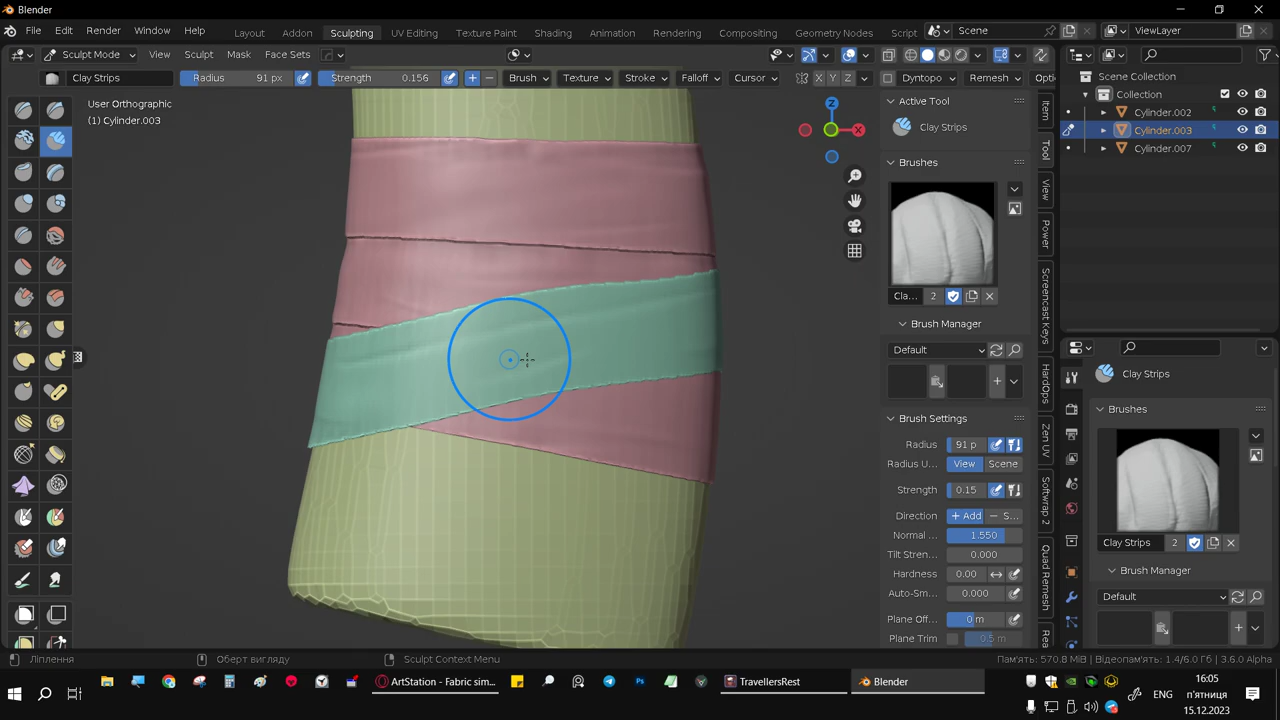 Blender
File Edit Render Window Help Layout Modeling Sculpting UV Editing Texture Paint Shading Animation Rendering Compositing Geometry Nodes Scene ViewLayer
Sculpt Mode View Sculpt Mask Face Sets
Clay Strips Radius 91 px Strength 0.156 + − Brush Texture Stroke Falloff Cursor X Y Z Dyntopo Remesh Opti
User Orthographic
(1) Cylinder.003
Z
X
Active Tool
Clay Strips
Brushes
Cla... 2
Brush Manager
Default
Brush Settings
Radius 91 p
Radius U... View Scene
Strength 0.15
Direction + Add − S...
Normal ... 1.550
Tilt Stren... 0.000
Hardness 0.00
Auto-Sm... 0.000
Plane Off... 0 m
Plane Trim 0.5 m
Item
Tool
View
Power
Screencast Keys
HardOps
Zen UV
Softwrap 2
Quad Remesh
Rea
Scene Collection
Collection
Cylinder.002
Cylinder.003
Cylinder.007
Clay Strips
Brushes
Clay Strips 2
Brush Manager
Default
Ліплення Оберт вигляду Sculpt Context Menu Пам'ять: 570.8 MiB | Відеопам'ять: 1.4/6.0 Гіб | 3.6.0 Alpha
ArtStation - Fabric sim... Ps TravellersRest Blender ENG 16:05
п'ятниця
15.12.2023